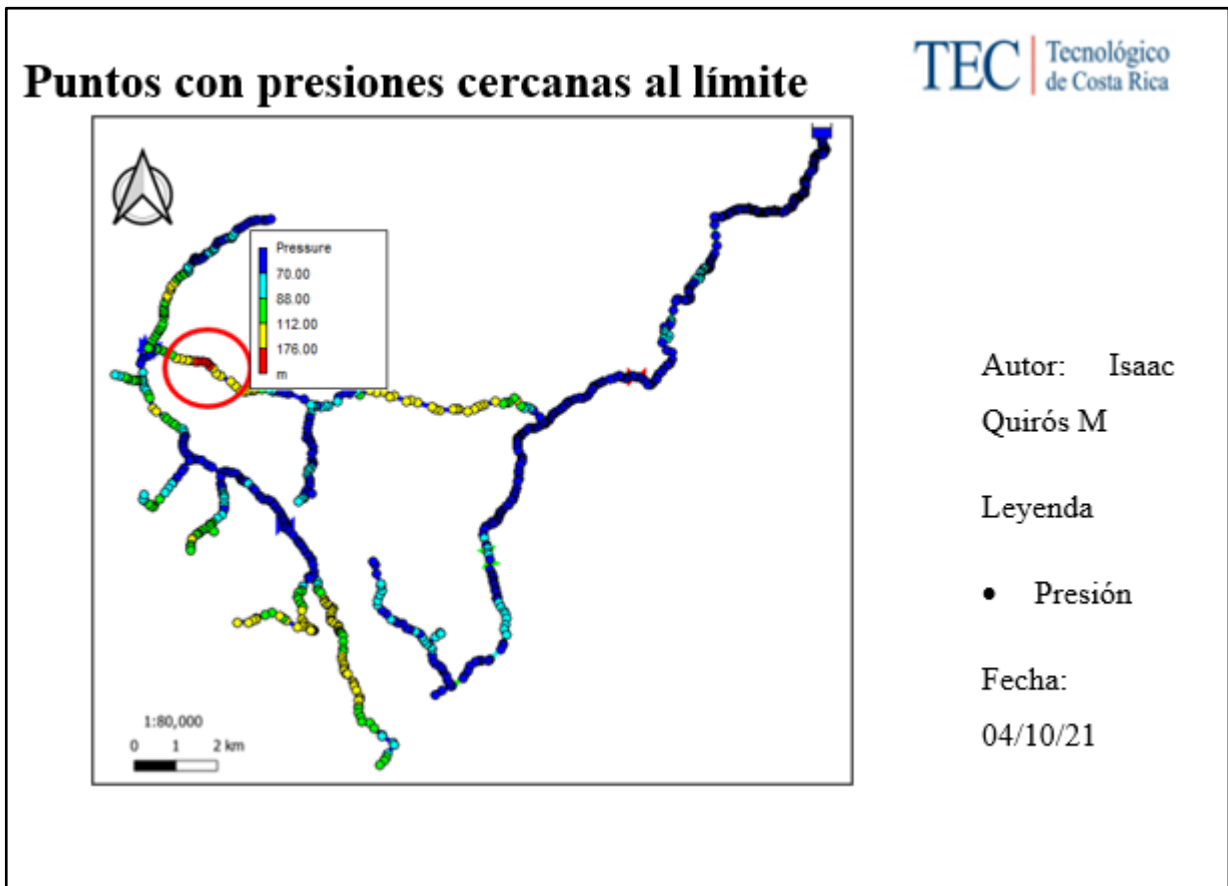 Puntos con presiones cercanas al límite
TEC
Tecnológico
de Costa Rica
Pressure
70.00
88.00
112.00
176.00
m
Autor: Isaac
Quirós M
Leyenda
• Presión
Fecha:
04/10/21
1:80,000
0 1 2 km